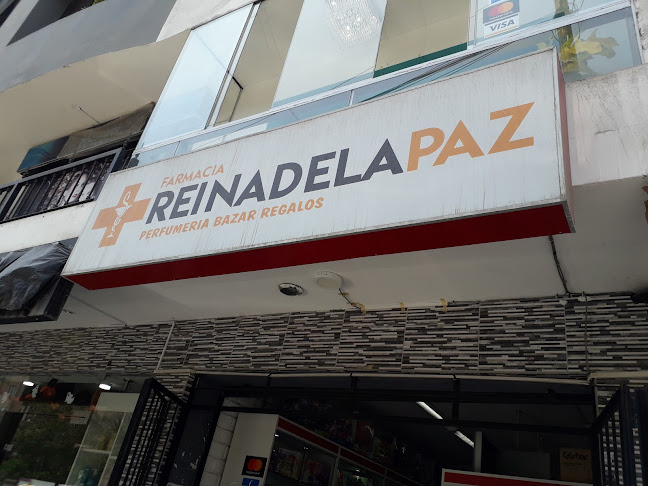 VISA
FARMACIA
REINADELAPAZ
PERFUMERIA BAZAR REGALOS